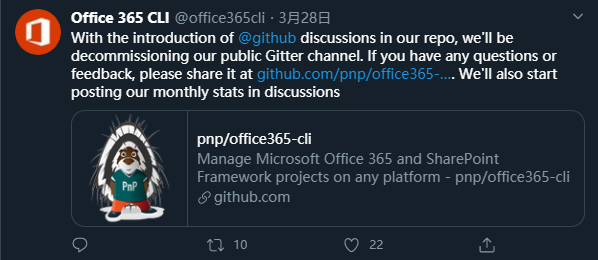 Office 365 CLI @office365cli · 3月28日
With the introduction of @github discussions in our repo, we'll be
decommissioning our public Gitter channel. If you have any questions or
feedback, please share it at github.com/pnp/office365-.... We'll also start
posting our monthly stats in discussions
PnP
pnp/office365-cli
Manage Microsoft Office 365 and SharePoint
Framework projects on any platform - pnp/office365-cli
github.com
10
22